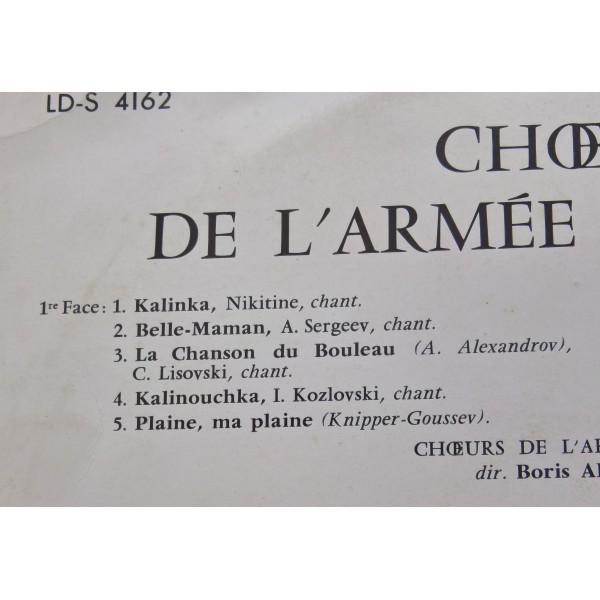 LD-S 4162
CHŒ
DE L'ARMÉE
1re Face: 1. Kalinka, Nikitine, chant.
2. Belle-Maman, A. Sergeev, chant.
3. La Chanson du Bouleau (A. Alexandrov),
C. Lisovski, chant.
4. Kalinouchka, I. Kozlovski, chant.
5. Plaine, ma plaine (Knipper-Goussev).
CHŒURS DE L'A
dir. Boris A